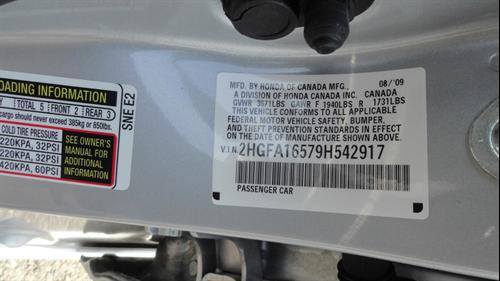 LOADING INFORMATION
TOTAL 5 FRONT 2 REAR 3
cargo should never exceed 385kg or 850lbs.
COLD TIRE PRESSURE
220KPA, 32PSI
220KPA, 32PSI
420KPA, 60PSI
SEE OWNER'S
MANUAL FOR
ADDITIONAL
INFORMATION
SNE E2
MFD. BY HONDA OF CANADA MFG., CANADA 08/'09
A DIVISION OF HONDA CANADA INC.
GVWR 3671LBS GAWR F 1940LBS R 1731LBS
THIS VEHICLE CONFORMS TO ALL APPLICABLE
FEDERAL MOTOR VEHICLE SAFETY, BUMPER,
AND THEFT PREVENTION STANDARDS IN EFFECT ON THE
DATE OF MANUFACTURE SHOWN ABOVE.
V.I.N. 2HGFA16579H542917
PASSENGER CAR